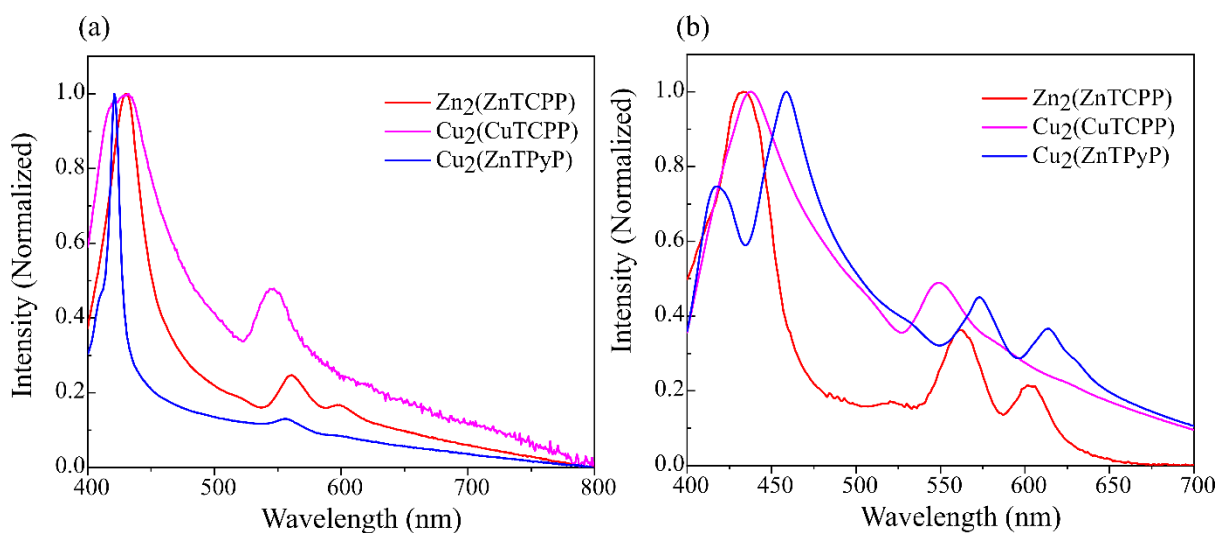 (a)
Intensity (Normalized)
1.0
0.8
0.6
0.4
0.2
0.0
Zn2(ZnTCPP)
Cu2(CuTCPP)
Cu2(ZnTPyP)
400 500 600 700 800
Wavelength (nm)
(b)
Intensity (Normalized)
1.0
0.8
0.6
0.4
0.2
0.0
Zn2(ZnTCPP)
Cu2(CuTCPP)
Cu2(ZnTPyP)
400 450 500 550 600 650 700
Wavelength (nm)